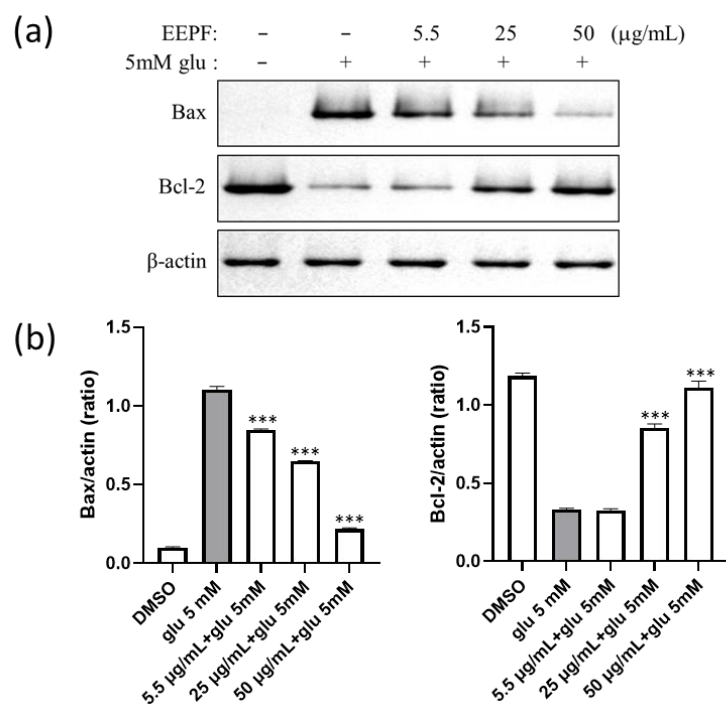 (a)
EEPF: – – 5.5 25 50 (µg/mL)
5mM glu : – + + + +
Bax
Bcl-2
β-actin
(b)
Bax/actin (ratio)
1.5
1.0
0.5
0.0
***
***
***
DMSO
glu 5 mM
5.5 µg/mL+glu 5mM
25 µg/mL+glu 5mM
50 µg/mL+glu 5mM
Bcl-2/actin (ratio)
1.5
1.0
0.5
0.0
***
***
DMSO
glu 5 mM
5.5 µg/mL+glu 5mM
25 µg/mL+glu 5mM
50 µg/mL+glu 5mM